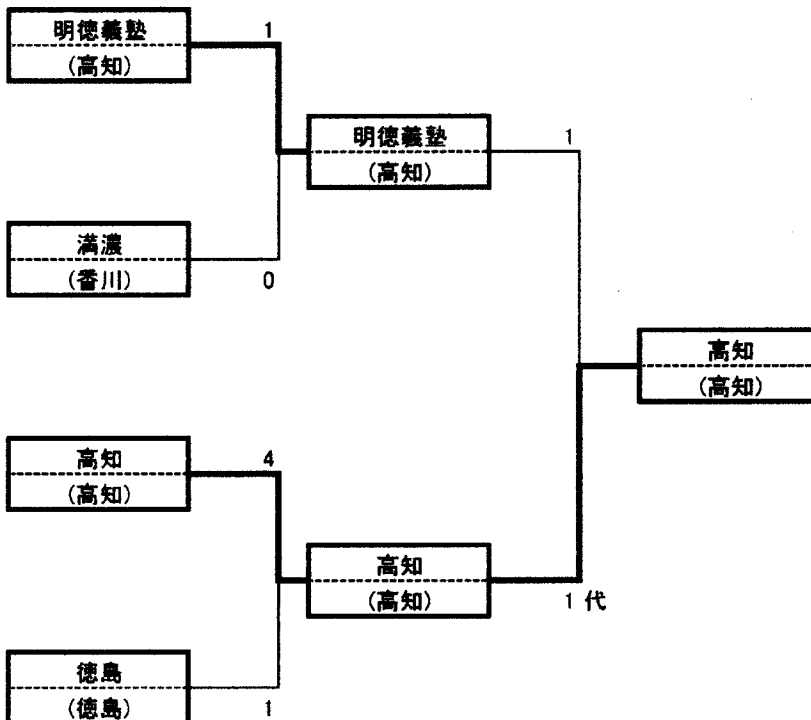 明徳義塾
(高知)
1
明徳義塾
(高知)
1
満濃
(香川)
0
高知
(高知)
高知
(高知)
4
高知
(高知)
1 代
徳島
(徳島)
1